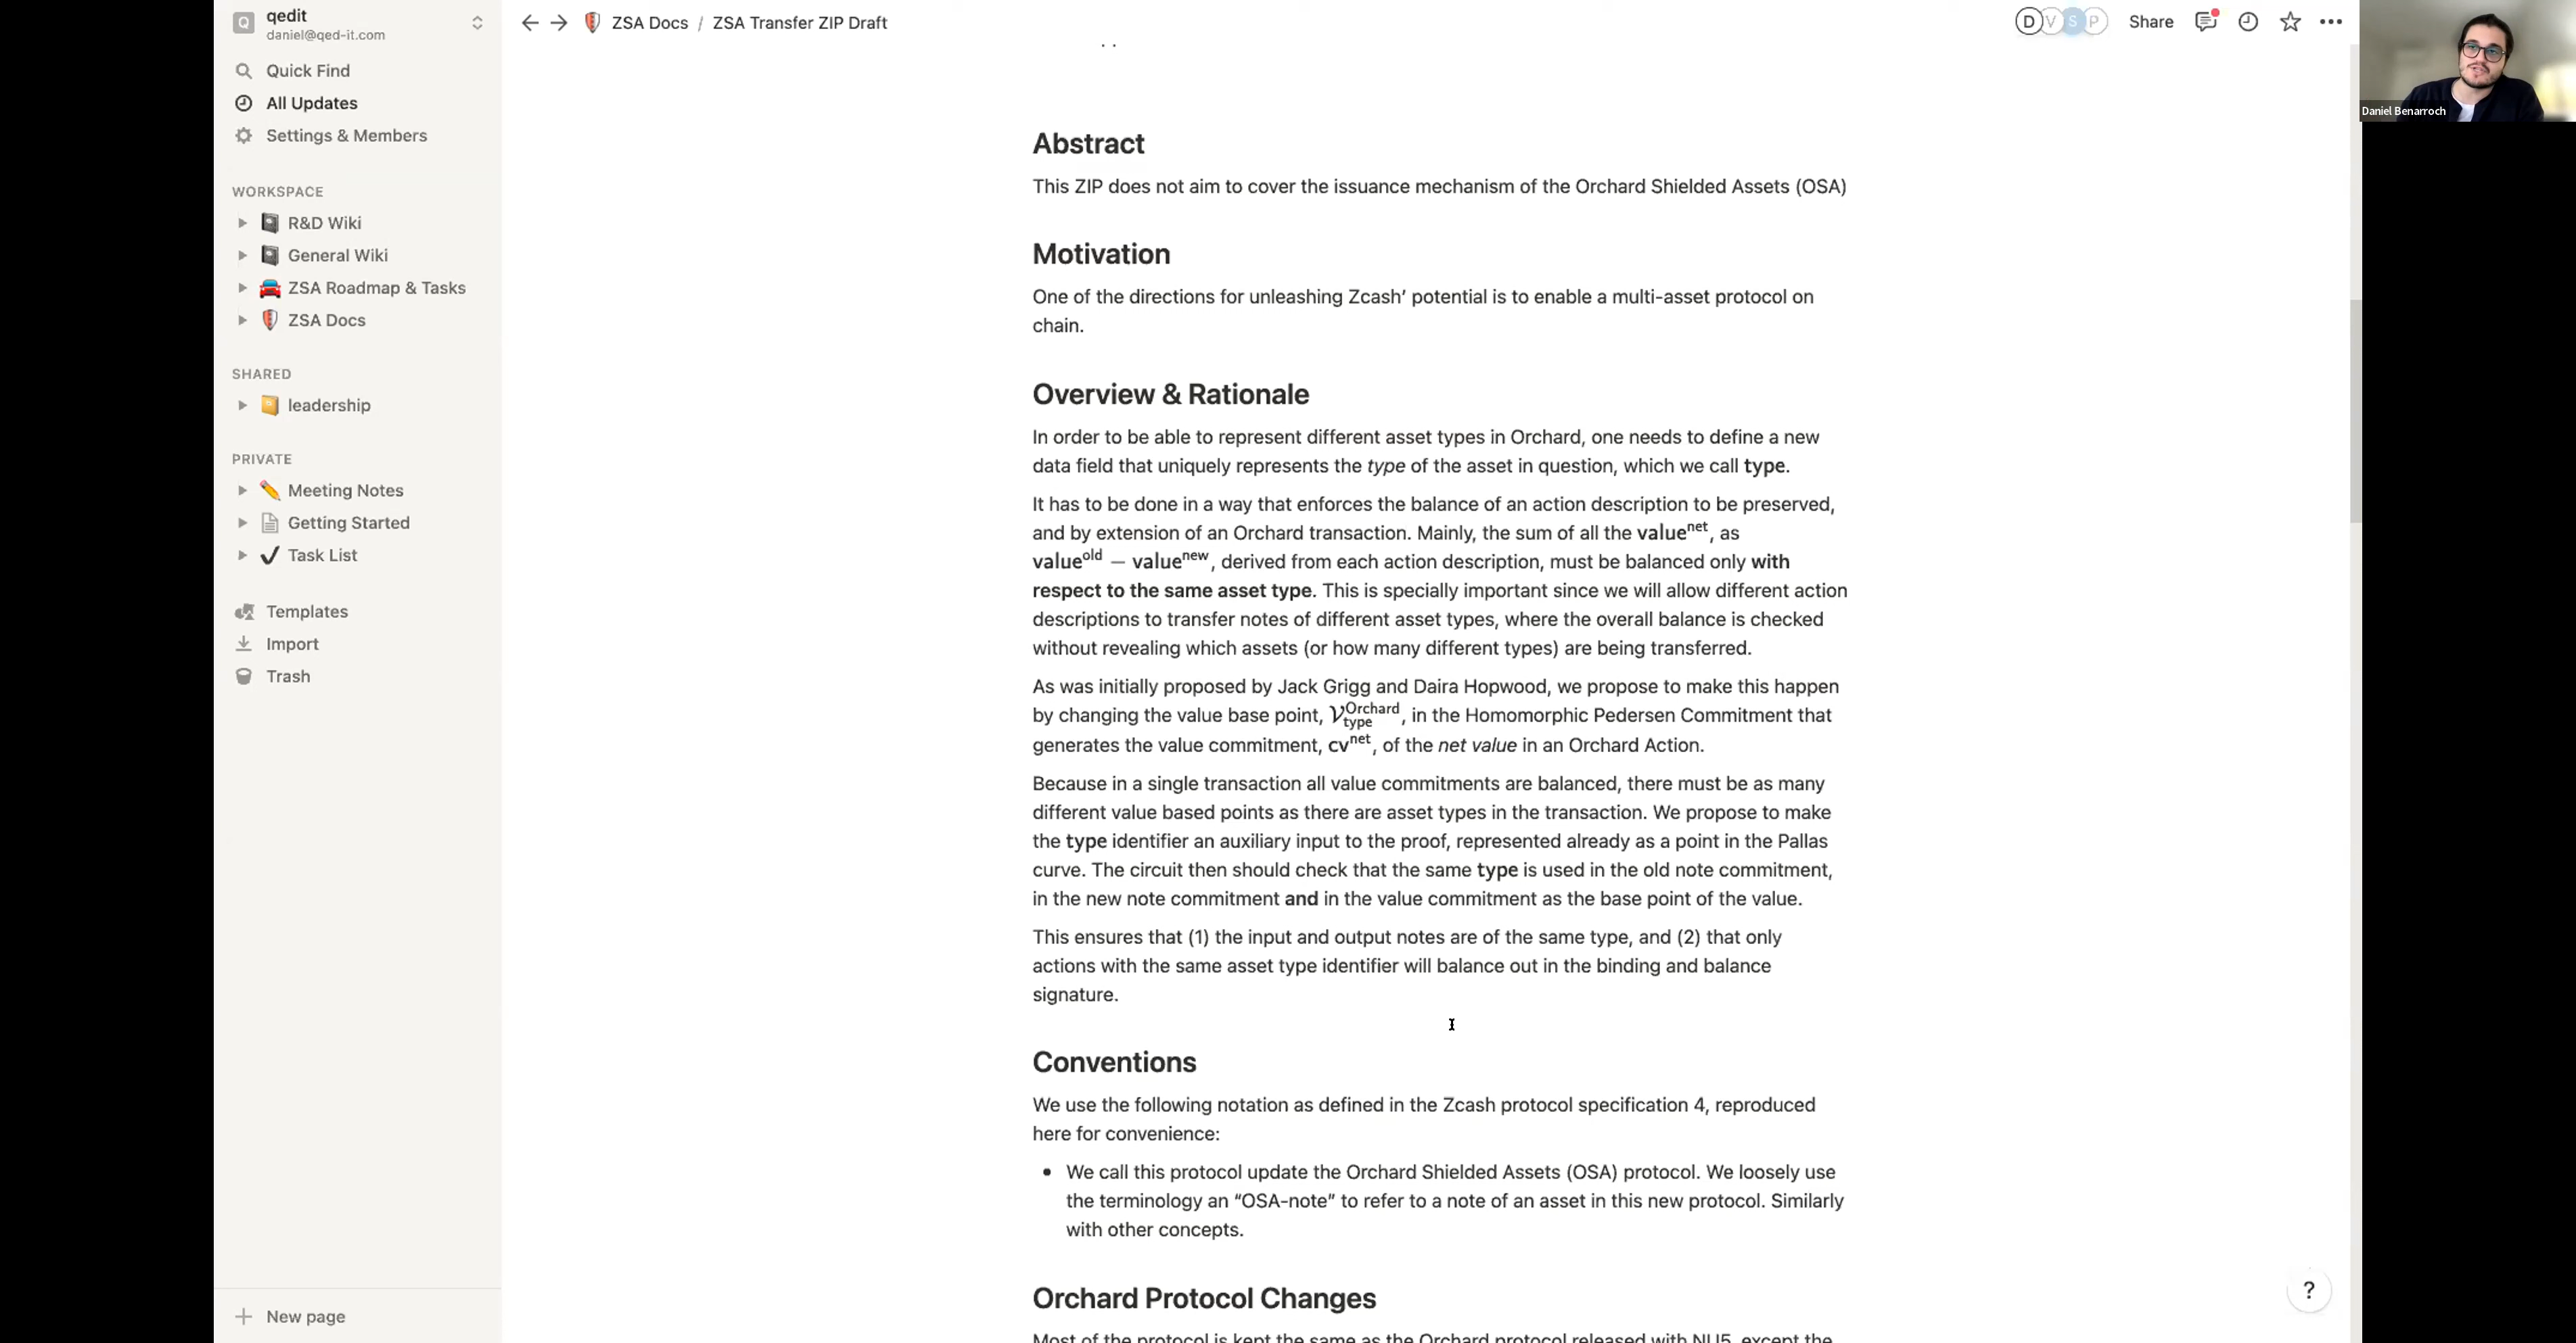 Q qedit
daniel@qed-it.com
Quick Find
All Updates
Settings & Members
WORKSPACE
R&D Wiki
General Wiki
ZSA Roadmap & Tasks
ZSA Docs
SHARED
leadership
PRIVATE
Meeting Notes
Getting Started
Task List
Templates
Import
Trash
New page
ZSA Docs / ZSA Transfer ZIP Draft
D V S P Share
Daniel Benarroch
Abstract
This ZIP does not aim to cover the issuance mechanism of the Orchard Shielded Assets (OSA)
Motivation
One of the directions for unleashing Zcash’ potential is to enable a multi-asset protocol on
chain.
Overview & Rationale
In order to be able to represent different asset types in Orchard, one needs to define a new
data field that uniquely represents the type of the asset in question, which we call type.
It has to be done in a way that enforces the balance of an action description to be preserved,
and by extension of an Orchard transaction. Mainly, the sum of all the value^net, as
value^old − value^new, derived from each action description, must be balanced only with
respect to the same asset type. This is specially important since we will allow different action
descriptions to transfer notes of different asset types, where the overall balance is checked
without revealing which assets (or how many different types) are being transferred.
As was initially proposed by Jack Grigg and Daira Hopwood, we propose to make this happen
by changing the value base point, 𝒱^Orchard_type, in the Homomorphic Pedersen Commitment that
generates the value commitment, cv^net, of the net value in an Orchard Action.
Because in a single transaction all value commitments are balanced, there must be as many
different value based points as there are asset types in the transaction. We propose to make
the type identifier an auxiliary input to the proof, represented already as a point in the Pallas
curve. The circuit then should check that the same type is used in the old note commitment,
in the new note commitment and in the value commitment as the base point of the value.
This ensures that (1) the input and output notes are of the same type, and (2) that only
actions with the same asset type identifier will balance out in the binding and balance
signature.
Conventions
We use the following notation as defined in the Zcash protocol specification 4, reproduced
here for convenience:
• We call this protocol update the Orchard Shielded Assets (OSA) protocol. We loosely use
the terminology an “OSA-note” to refer to a note of an asset in this new protocol. Similarly
with other concepts.
Orchard Protocol Changes
Most of the protocol is kept the same as the Orchard protocol released with NU5, except the
?